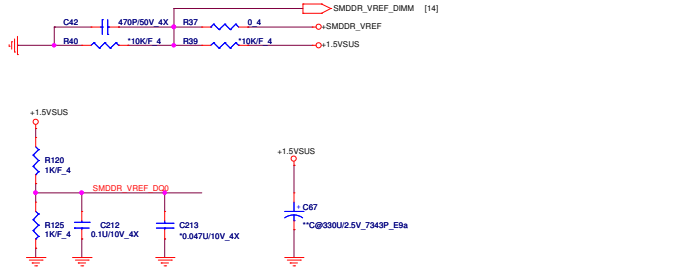 SMDDR_VREF_DIMM [14]
C42 470P/50V_4X R37 0_4 +SMDDR_VREF
R40 *10K/F_4 R39 *10K/F_4 +1.5VSUS
+1.5VSUS
+1.5VSUS
R120
1K/F_4
SMDDR_VREF_DQ0
C67
R125 C212 C213
**C@330U/2.5V_7343P_E9a
1K/F_4 0.1U/10V_4X *0.047U/10V_4X